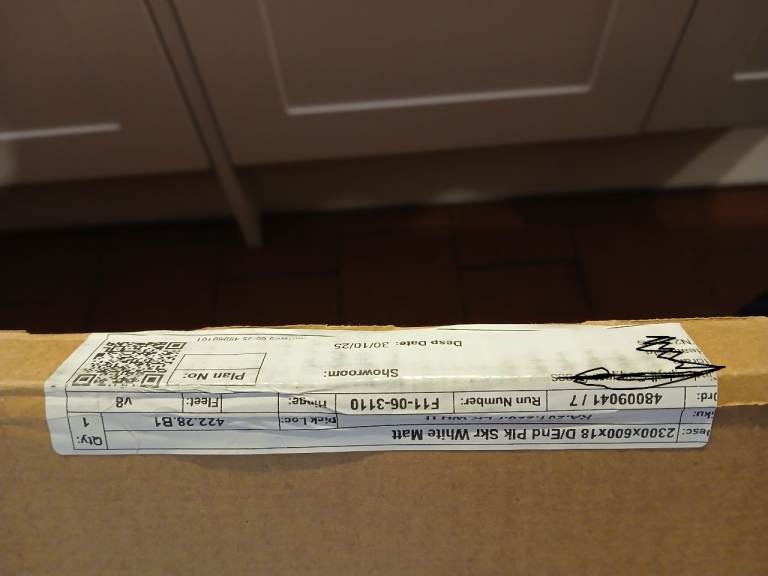 Desc: 2300x600x18 D/End Plk Skr White Matt Qty: 1
Sku: Pick Loc: 422.28.B1
Ord: 48009041 / 7 Run Number: F11-06-3110 Hinge: Fleet: v8
Showroom: Plan No:
Desp Date: 30/10/25